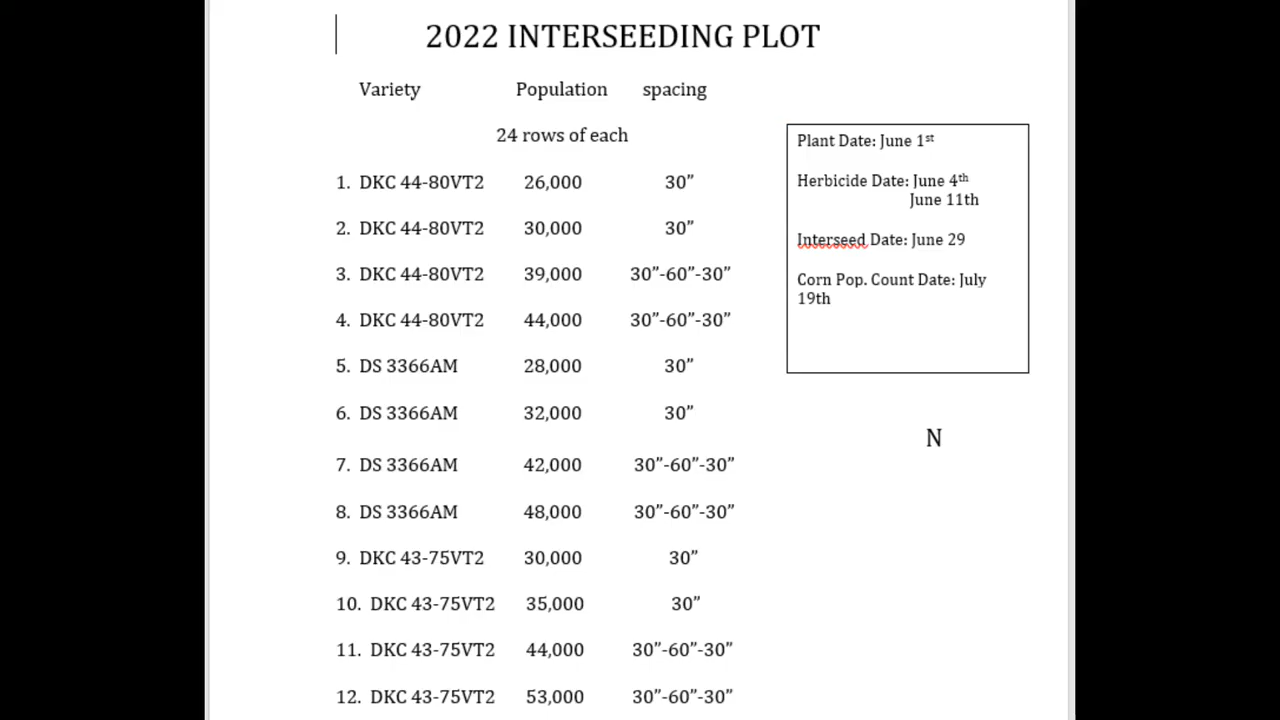 2022 INTERSEEDING PLOT
Variety Population spacing
24 rows of each
1. DKC 44-80VT2 26,000 30”
2. DKC 44-80VT2 30,000 30”
3. DKC 44-80VT2 39,000 30”-60”-30”
4. DKC 44-80VT2 44,000 30”-60”-30”
5. DS 3366AM 28,000 30”
6. DS 3366AM 32,000 30”
7. DS 3366AM 42,000 30”-60”-30”
8. DS 3366AM 48,000 30”-60”-30”
9. DKC 43-75VT2 30,000 30”
10. DKC 43-75VT2 35,000 30”
11. DKC 43-75VT2 44,000 30”-60”-30”
12. DKC 43-75VT2 53,000 30”-60”-30”
Plant Date: June 1st
Herbicide Date: June 4th
June 11th
Interseed Date: June 29
Corn Pop. Count Date: July
19th
N